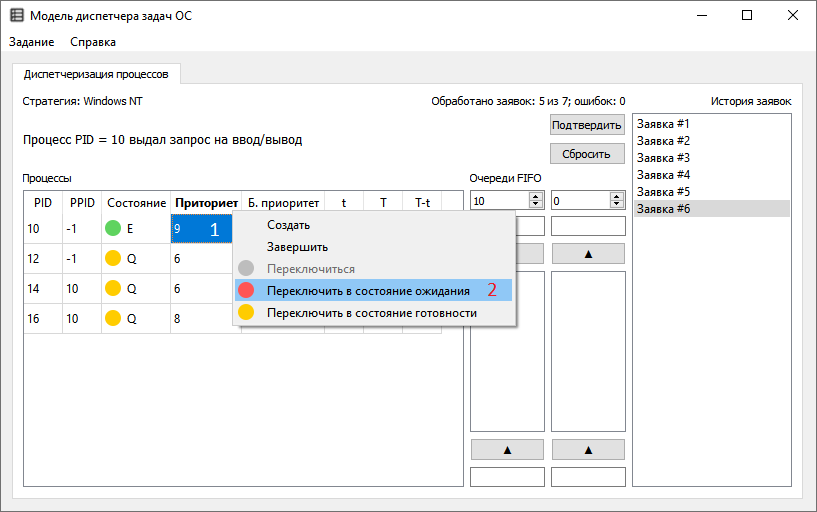 Модель диспетчера задач ОС
Задание Справка
Диспетчеризация процессов
Стратегия: Windows NT Обработано заявок: 5 из 7; ошибок: 0 История заявок
Процесс PID = 10 выдал запрос на ввод/вывод
Подтвердить
Сбросить
Заявка #1
Заявка #2
Заявка #3
Заявка #4
Заявка #5
Заявка #6
Процессы Очереди FIFO
PID PPID Состояние Приториет Б. приоритет t T T-t
10 0
10 -1 E 9 1
12 -1 Q 6
14 10 Q 6
16 10 Q 8
Создать
Завершить
Переключиться
Переключить в состояние ожидания 2
Переключить в состояние готовности